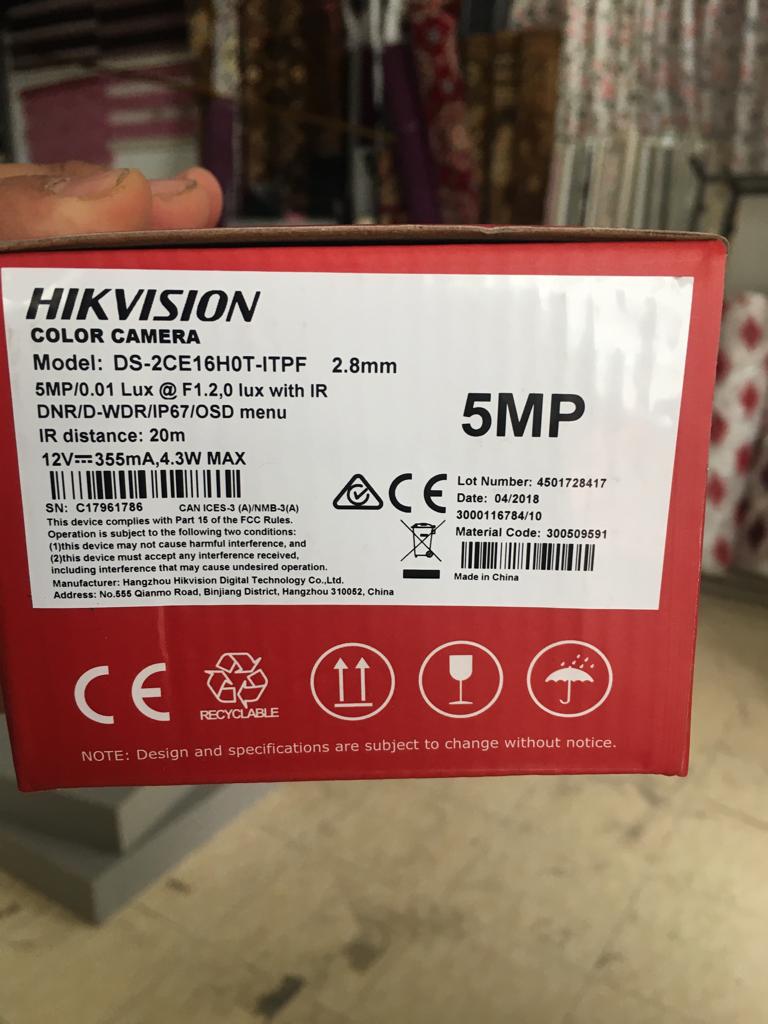 HIKVISION
COLOR CAMERA
Model: DS-2CE16H0T-ITPF 2.8mm
5MP/0.01 Lux @ F1.2,0 lux with IR
DNR/D-WDR/IP67/OSD menu
IR distance: 20m
12V⎓355mA,4.3W MAX
5MP
SN: C17961786 CAN ICES-3 (A)/NMB-3(A)
This device complies with Part 15 of the FCC Rules.
Operation is subject to the following two conditions:
(1)this device may not cause harmful interference, and
(2)this device must accept any interference received,
including interference that may cause undesired operation.
Manufacturer: Hangzhou Hikvision Digital Technology Co.,Ltd.
Address: No.555 Qianmo Road, Binjiang District, Hangzhou 310052, China
CE
Lot Number: 4501728417
Date: 04/2018
3000116784/10
Material Code: 300509591
Made in China
CE
RECYCLABLE
NOTE: Design and specifications are subject to change without notice.